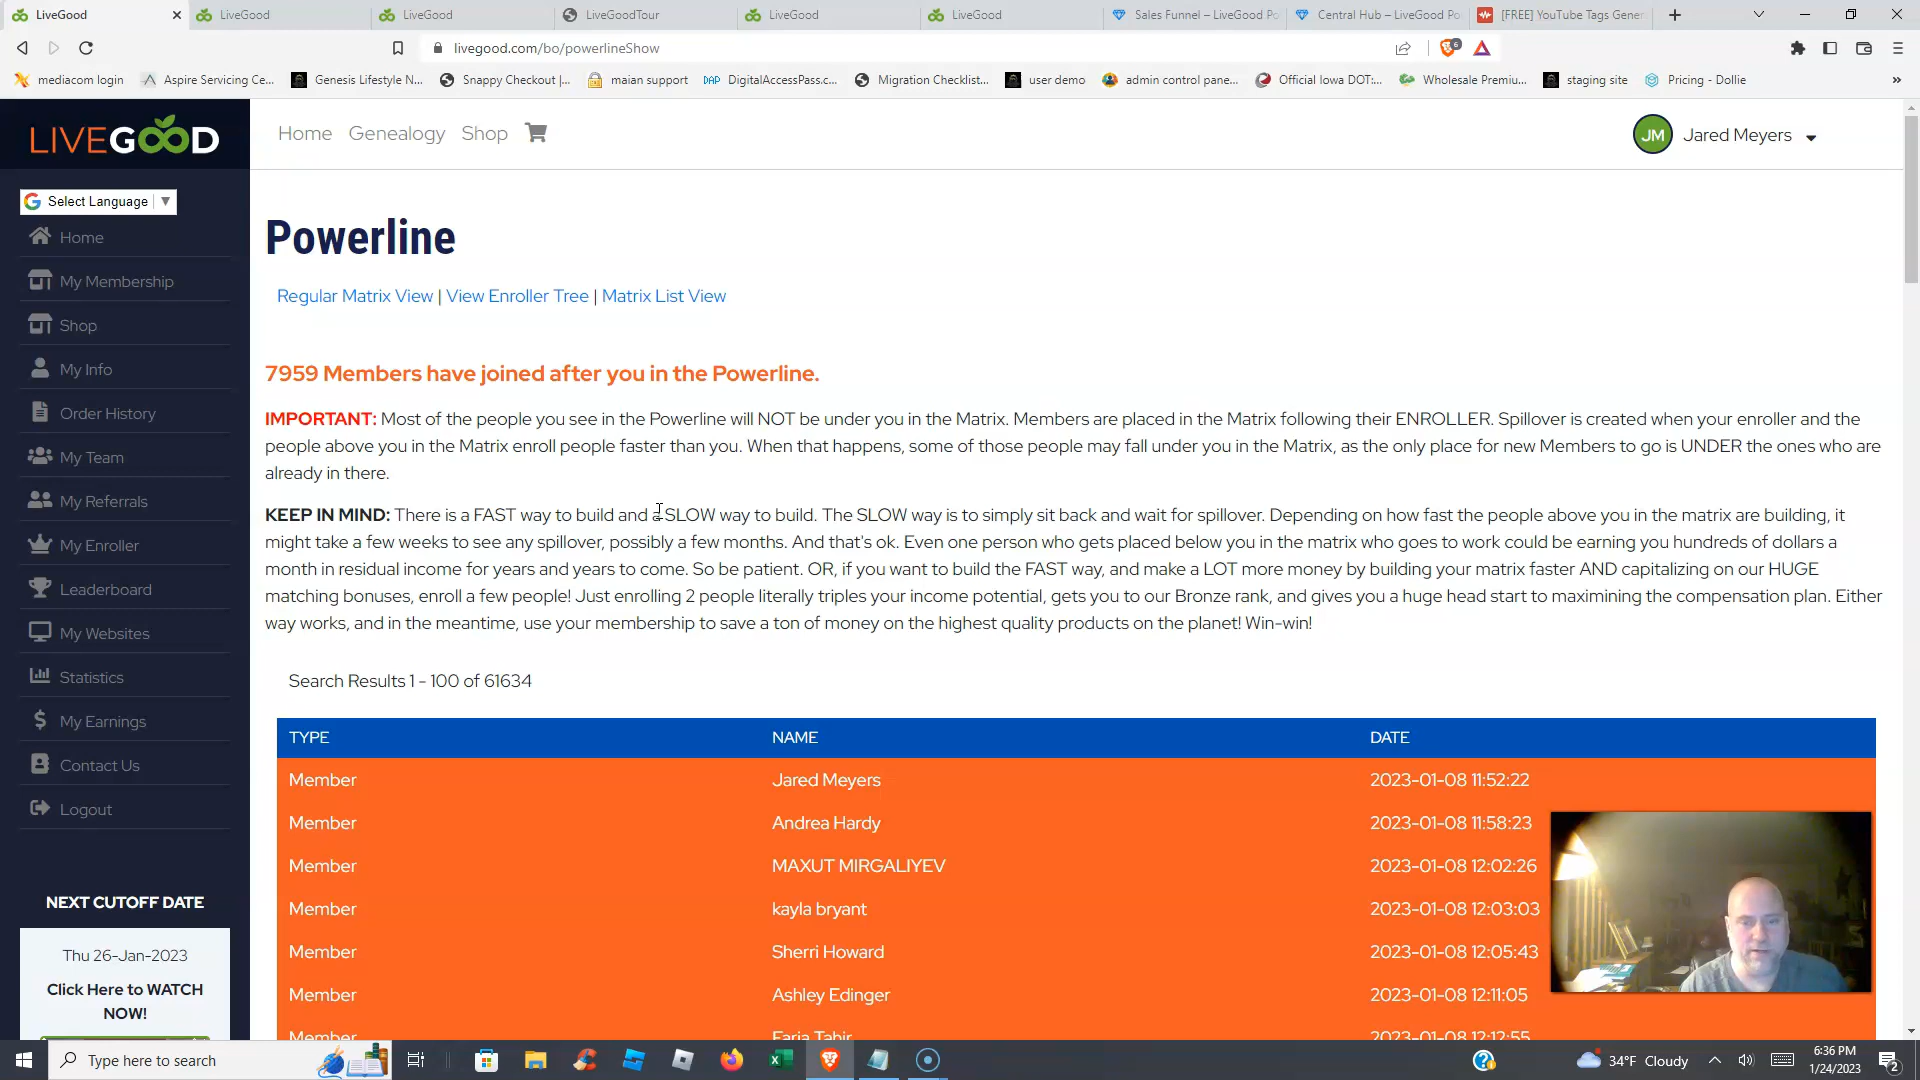 LiveGood
LiveGood
LiveGood
LiveGoodTour
LiveGood
LiveGood
Sales Funnel – LiveGood Po
Central Hub – LiveGood Po
[FREE] YouTube Tags Gener
livegood.com/bo/powerlineShow
6
mediacom login
Aspire Servicing Ce...
Genesis Lifestyle N...
Snappy Checkout |...
maian support
DAP DigitalAccessPass.c...
Migration Checklist...
user demo
admin control pane...
Official Iowa DOT:...
Wholesale Premiu...
staging site
Pricing - Dollie
LIVEGOOD
Home Genealogy Shop
JM Jared Meyers
Select Language
Home
My Membership
Shop
My Info
Order History
My Team
My Referrals
My Enroller
Leaderboard
My Websites
Statistics
My Earnings
Contact Us
Logout
NEXT CUTOFF DATE
Thu 26-Jan-2023
Click Here to WATCH
NOW!
Powerline
Regular Matrix View | View Enroller Tree | Matrix List View
7959 Members have joined after you in the Powerline.
IMPORTANT: Most of the people you see in the Powerline will NOT be under you in the Matrix. Members are placed in the Matrix following their ENROLLER. Spillover is created when your enroller and the
people above you in the Matrix enroll people faster than you. When that happens, some of those people may fall under you in the Matrix, as the only place for new Members to go is UNDER the ones who are
already in there.
KEEP IN MIND: There is a FAST way to build and a SLOW way to build. The SLOW way is to simply sit back and wait for spillover. Depending on how fast the people above you in the matrix are building, it
might take a few weeks to see any spillover, possibly a few months. And that's ok. Even one person who gets placed below you in the matrix who goes to work could be earning you hundreds of dollars a
month in residual income for years and years to come. So be patient. OR, if you want to build the FAST way, and make a LOT more money by building your matrix faster AND capitalizing on our HUGE
matching bonuses, enroll a few people! Just enrolling 2 people literally triples your income potential, gets you to our Bronze rank, and gives you a huge head start to maximining the compensation plan. Either
way works, and in the meantime, use your membership to save a ton of money on the highest quality products on the planet! Win-win!
Search Results 1 - 100 of 61634
TYPE NAME DATE
Member Jared Meyers 2023-01-08 11:52:22
Member Andrea Hardy 2023-01-08 11:58:23
Member MAXUT MIRGALIYEV 2023-01-08 12:02:26
Member kayla bryant 2023-01-08 12:03:03
Member Sherri Howard 2023-01-08 12:05:43
Member Ashley Edinger 2023-01-08 12:11:05
Member Faria Tahir 2023-01-08 12:12:55
Type here to search
34°F Cloudy
6:36 PM
1/24/2023
2